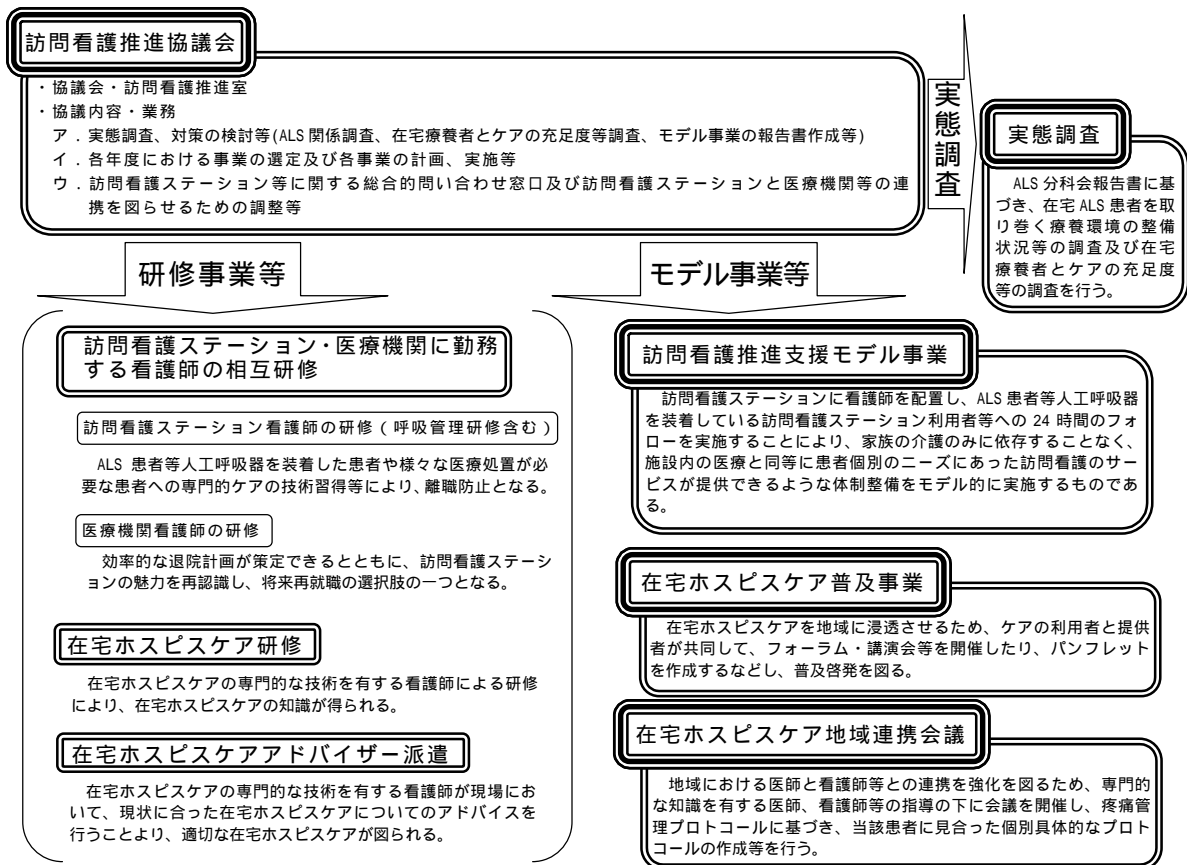 訪問看護推進協議会
・協議会・訪問看護推進室
・協議内容・業務
ア．実態調査、対策の検討等(ALS 関係調査、在宅療養者とケアの充足度等調査、モデル事業の報告書作成等)
イ．各年度における事業の選定及び各事業の計画、実施等
ウ．訪問看護ステーション等に関する総合的問い合わせ窓口及び訪問看護ステーションと医療機関等の連
携を図らせるための調整等
実態調査
実態調査
ALS 分科会報告書に基
づき、在宅 ALS 患者を取
り巻く療養環境の整備
状況等の調査及び在宅
療養者とケアの充足度
等の調査を行う。
研修事業等
訪問看護ステーション・医療機関に勤務
する看護師の相互研修
訪問看護ステーション看護師の研修（呼吸管理研修含む）
ALS 患者等人工呼吸器を装着した患者や様々な医療処置が必
要な患者への専門的ケアの技術習得等により、離職防止となる。
医療機関看護師の研修
効率的な退院計画が策定できるとともに、訪問看護ステーシ
ョンの魅力を再認識し、将来再就職の選択肢の一つとなる。
在宅ホスピスケア研修
在宅ホスピスケアの専門的な技術を有する看護師による研修
により、在宅ホスピスケアの知識が得られる。
在宅ホスピスケアアドバイザー派遣
在宅ホスピスケアの専門的な技術を有する看護師が現場にお
いて、現状に合った在宅ホスピスケアについてのアドバイスを
行うことより、適切な在宅ホスピスケアが図られる。
モデル事業等
訪問看護推進支援モデル事業
訪問看護ステーションに看護師を配置し、ALS 患者等人工呼吸器
を装着している訪問看護ステーション利用者等への 24 時間のフォ
ローを実施することにより、家族の介護のみに依存することなく、
施設内の医療と同等に患者個別のニーズにあった訪問看護のサー
ビスが提供できるような体制整備をモデル的に実施するものであ
る。
在宅ホスピスケア普及事業
在宅ホスピスケアを地域に浸透させるため、ケアの利用者と提供
者が共同して、フォーラム・講演会等を開催したり、パンフレット
を作成するなどし、普及啓発を図る。
在宅ホスピスケア地域連携会議
地域における医師と看護師等との連携を強化を図るため、専門的
な知識を有する医師、看護師等の指導の下に会議を開催し、疼痛管
理プロトコールに基づき、当該患者に見合った個別具体的なプロト
コールの作成等を行う。